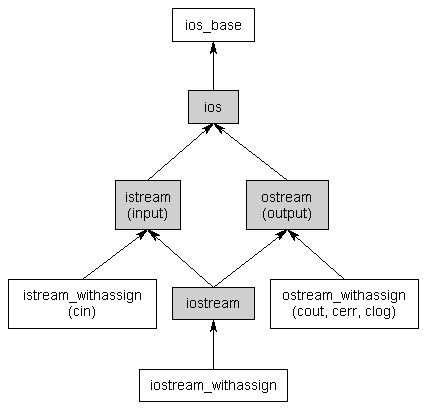 ios_base
ios
istream
(input)
ostream
(output)
istream_withassign
(cin)
iostream
ostream_withassign
(cout, cerr, clog)
iostream_withassign